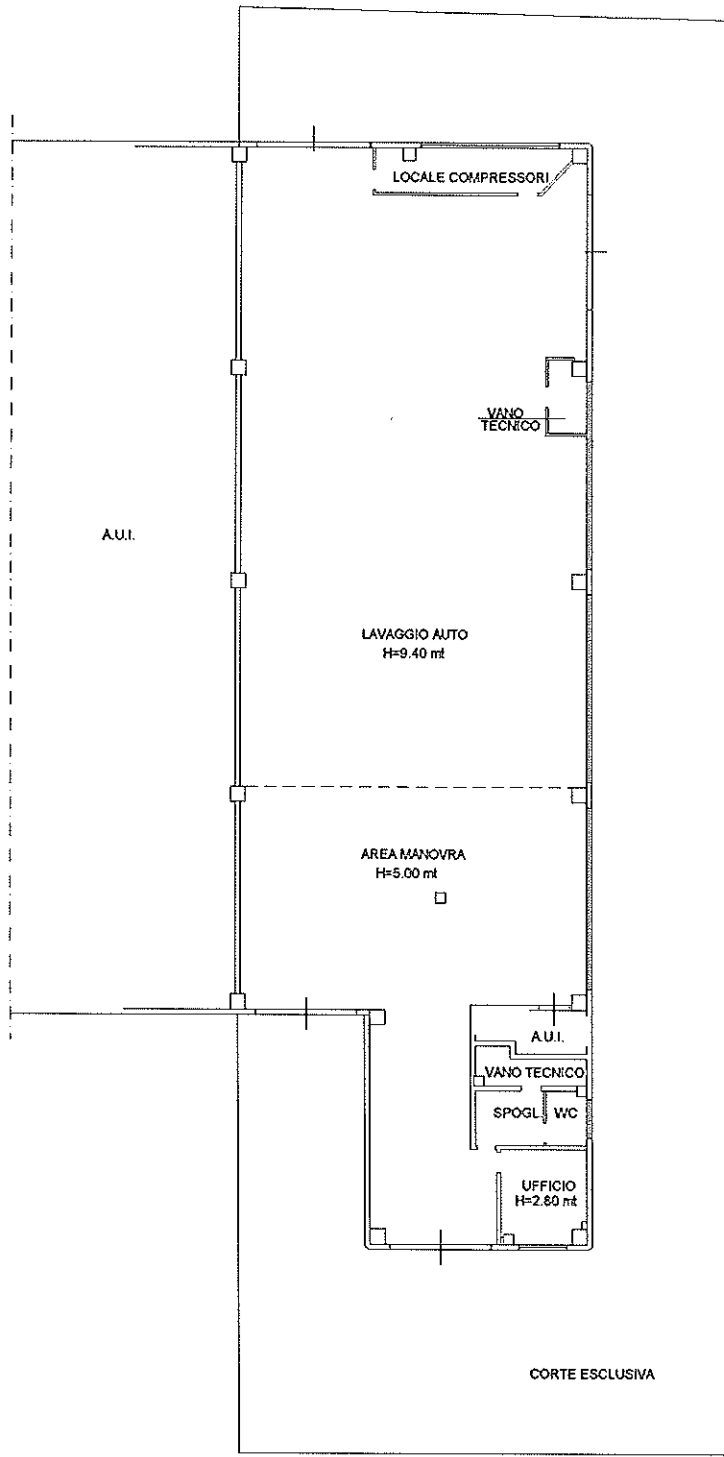 LOCALE COMPRESSORI
VANO
TECNICO
A.U.I.
LAVAGGIO AUTO
H=9.40 mt
AREA MANOVRA
H=5.00 mt
A.U.I.
VANO TECNICO
SPOGL. WC
UFFICIO
H=2.80 mt
CORTE ESCLUSIVA